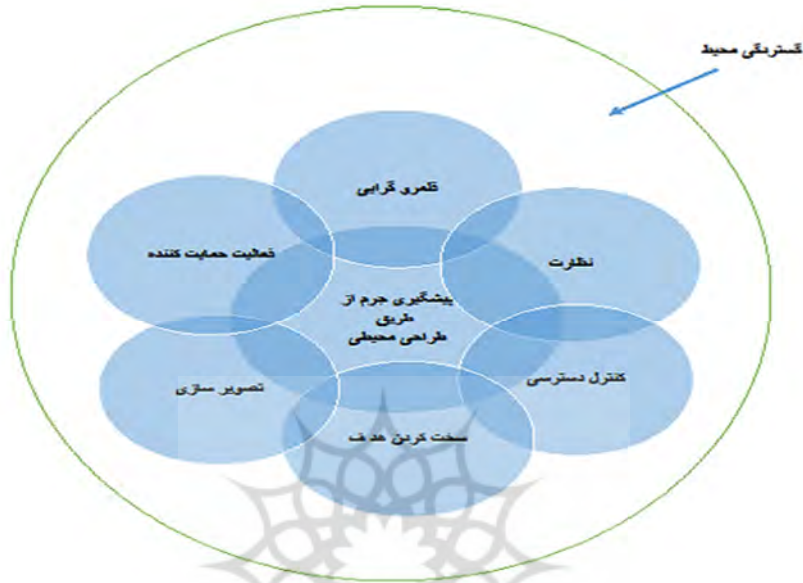 گستردگی محیط
قلمرو گرایی
فعالیت حمایت کننده
نظارت
پیشگیری جرم از
طریق
طراحی محیطی
کنترل دسترسی
تصویر سازی
سخت کردن هدف